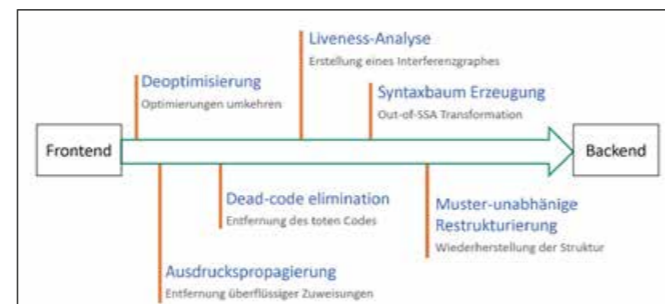 Liveness-Analyse
Erstellung eines Interferenzgraphes
Deoptimisierung
Optimierungen umkehren
Syntaxbaum Erzeugung
Out-of-SSA Transformation
Frontend
Backend
Dead-code elimination
Entfernung des toten Codes
Muster-unabhänige
Restrukturierung
Wiederherstellung der Struktur
Ausdruckspropagierung
Entfernung überflüssiger Zuweisungen